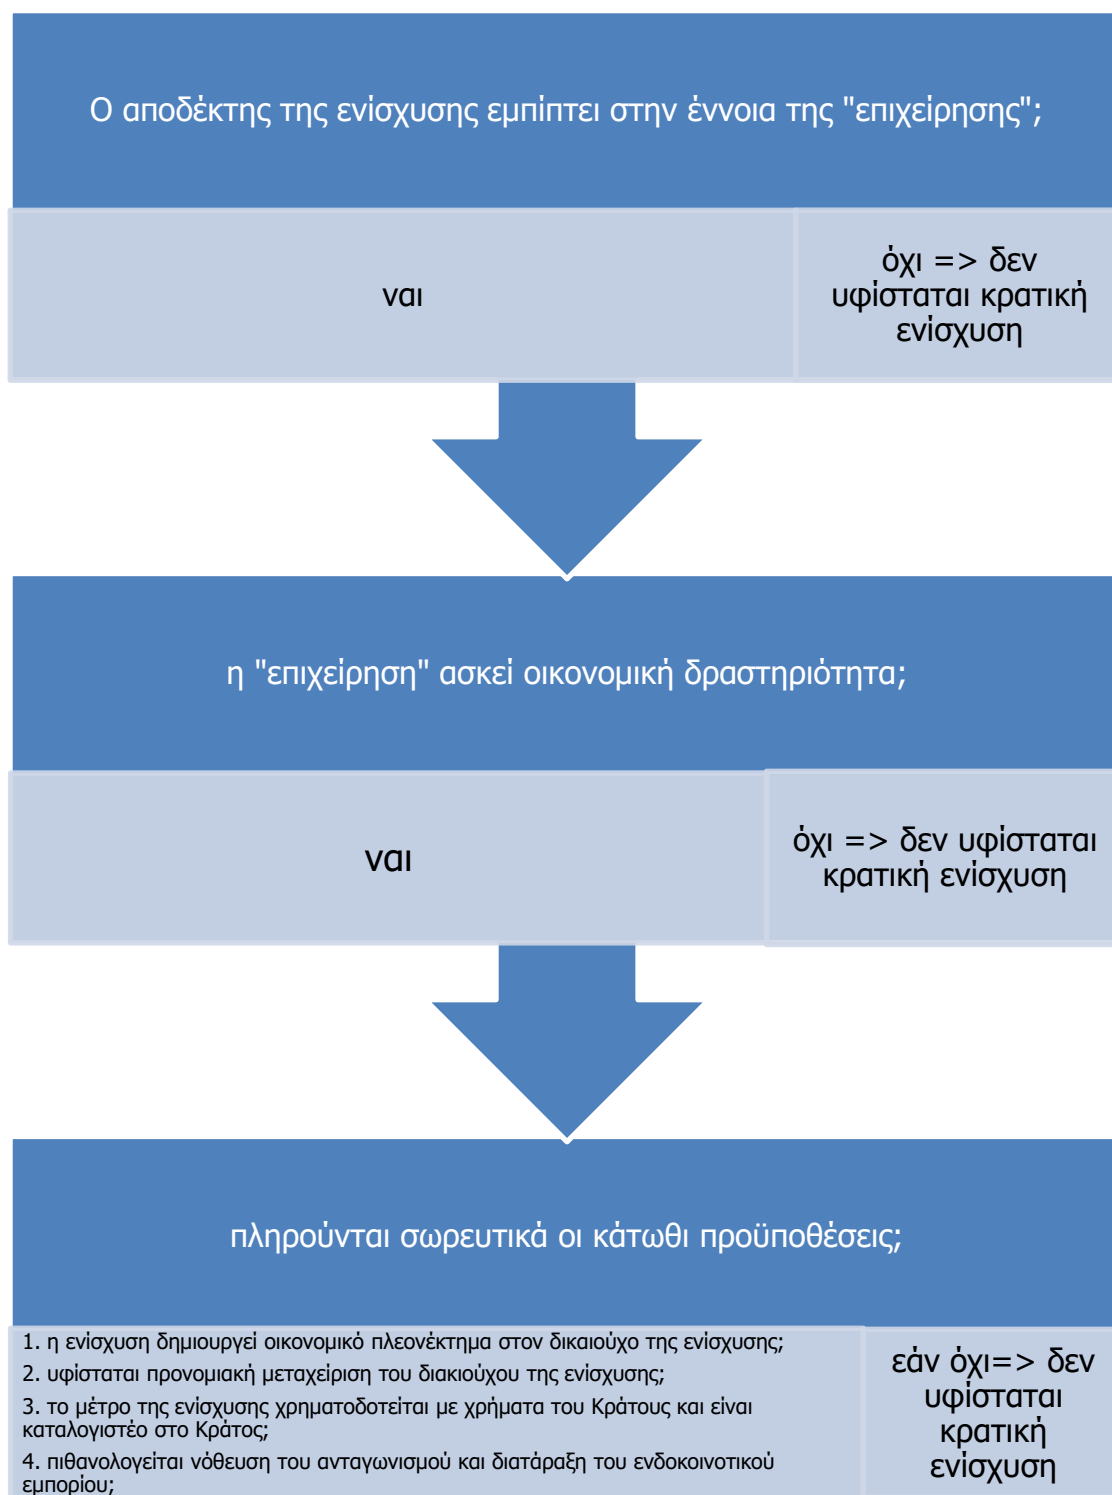 Ο αποδέκτης της ενίσχυσης εμπίπτει στην έννοια της "επιχείρησης";
ναι
όχι => δεν
υφίσταται κρατική
ενίσχυση
η "επιχείρηση" ασκεί οικονομική δραστηριότητα;
ναι
όχι => δεν υφίσταται
κρατική ενίσχυση
πληρούνται σωρευτικά οι κάτωθι προϋποθέσεις;
1. η ενίσχυση δημιουργεί οικονομικό πλεονέκτημα στον δικαιούχο της ενίσχυσης;
2. υφίσταται προνομιακή μεταχείριση του διακιούχου της ενίσχυσης;
3. το μέτρο της ενίσχυσης χρηματοδοτείται με χρήματα του Κράτους και είναι
καταλογιστέο στο Κράτος;
4. πιθανολογείται νόθευση του ανταγωνισμού και διατάραξη του ενδοκοινοτικού
εμπορίου;
εάν όχι=> δεν
υφίσταται
κρατική
ενίσχυση